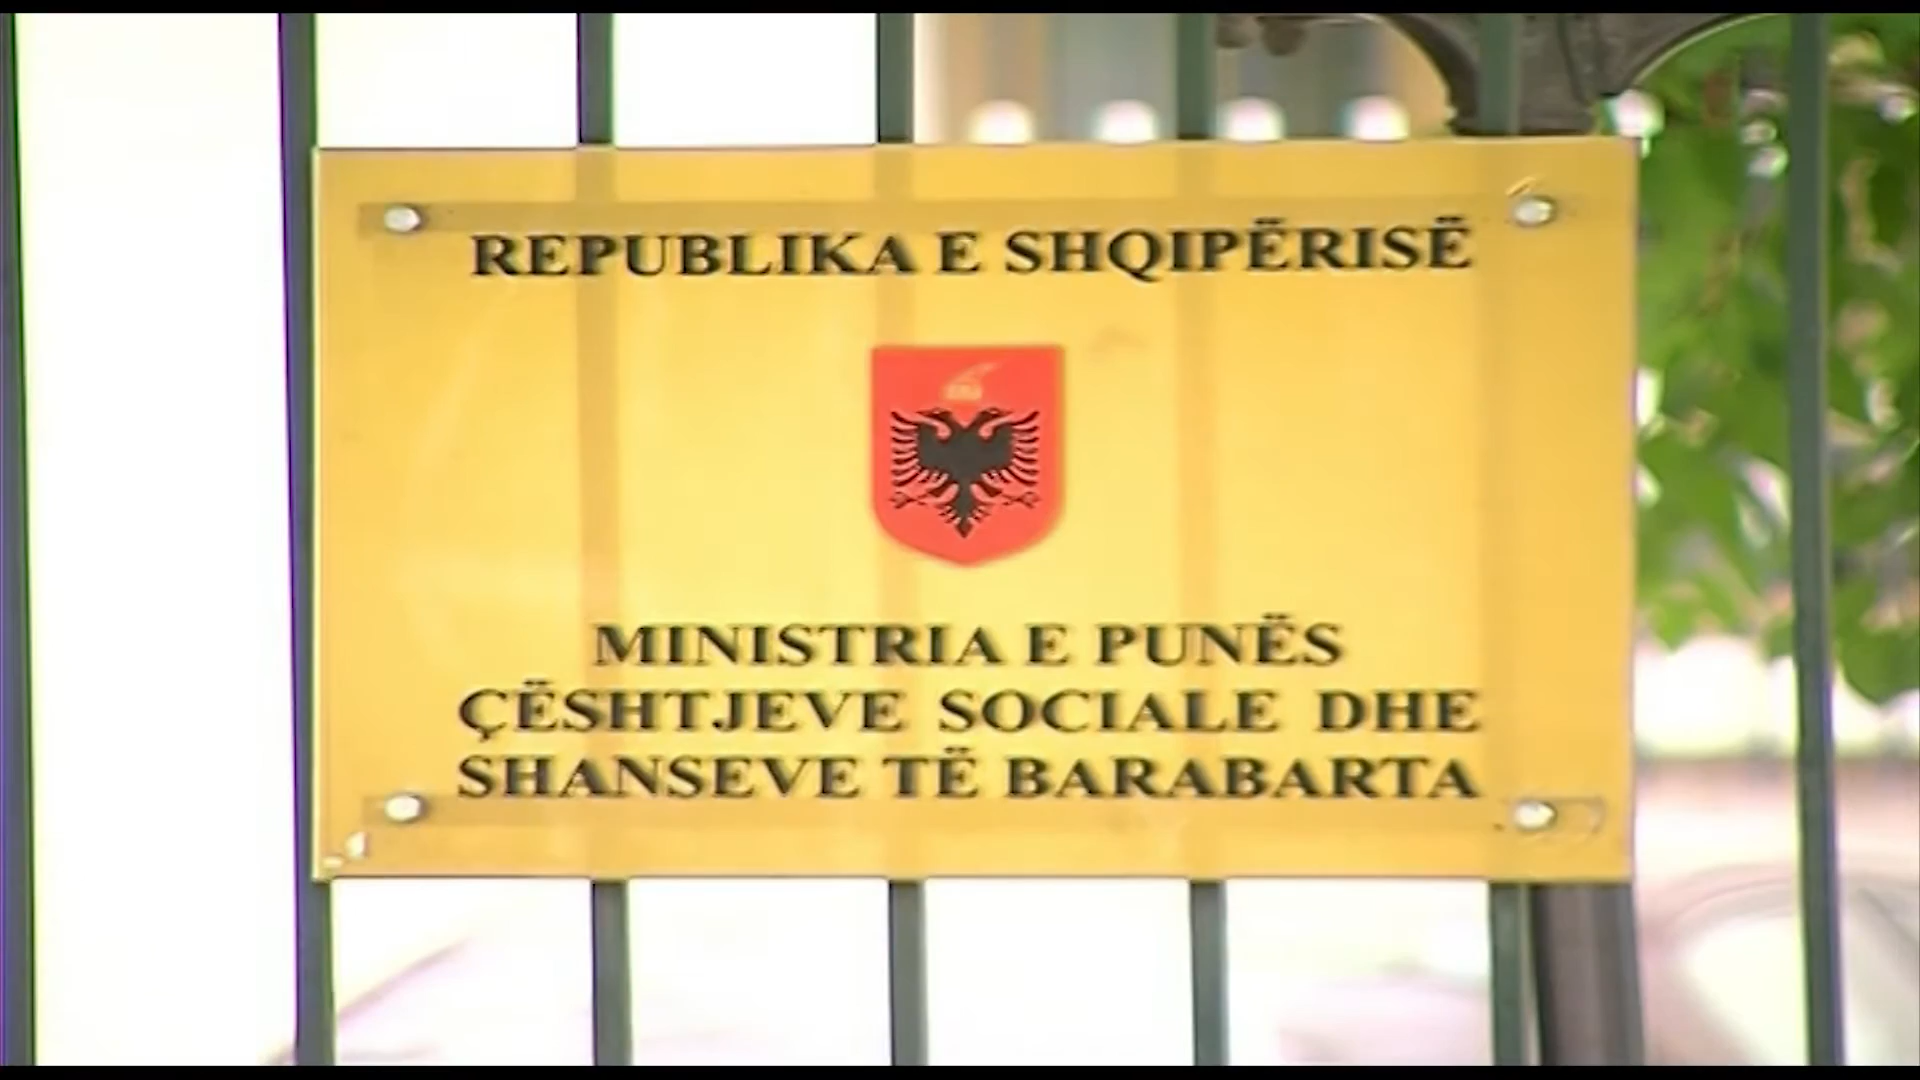 REPUBLIKA E SHQIPËRISË
MINISTRIA E PUNËS
ÇËSHTJEVE SOCIALE DHE
SHANSEVE TË BARABARTA